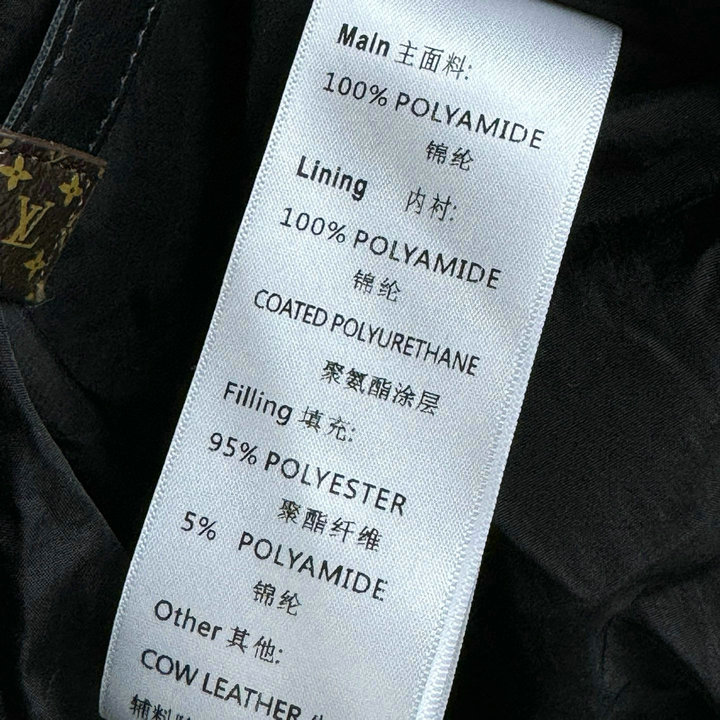 Main 主面料:
100% POLYAMIDE
锦纶
Lining 内衬:
100% POLYAMIDE
锦纶
COATED POLYURETHANE
聚氨酯涂层
Filling 填充:
95% POLYESTER
聚酯纤维
5% POLYAMIDE
锦纶
Other 其他:
COW LEATHER
辅料
LV